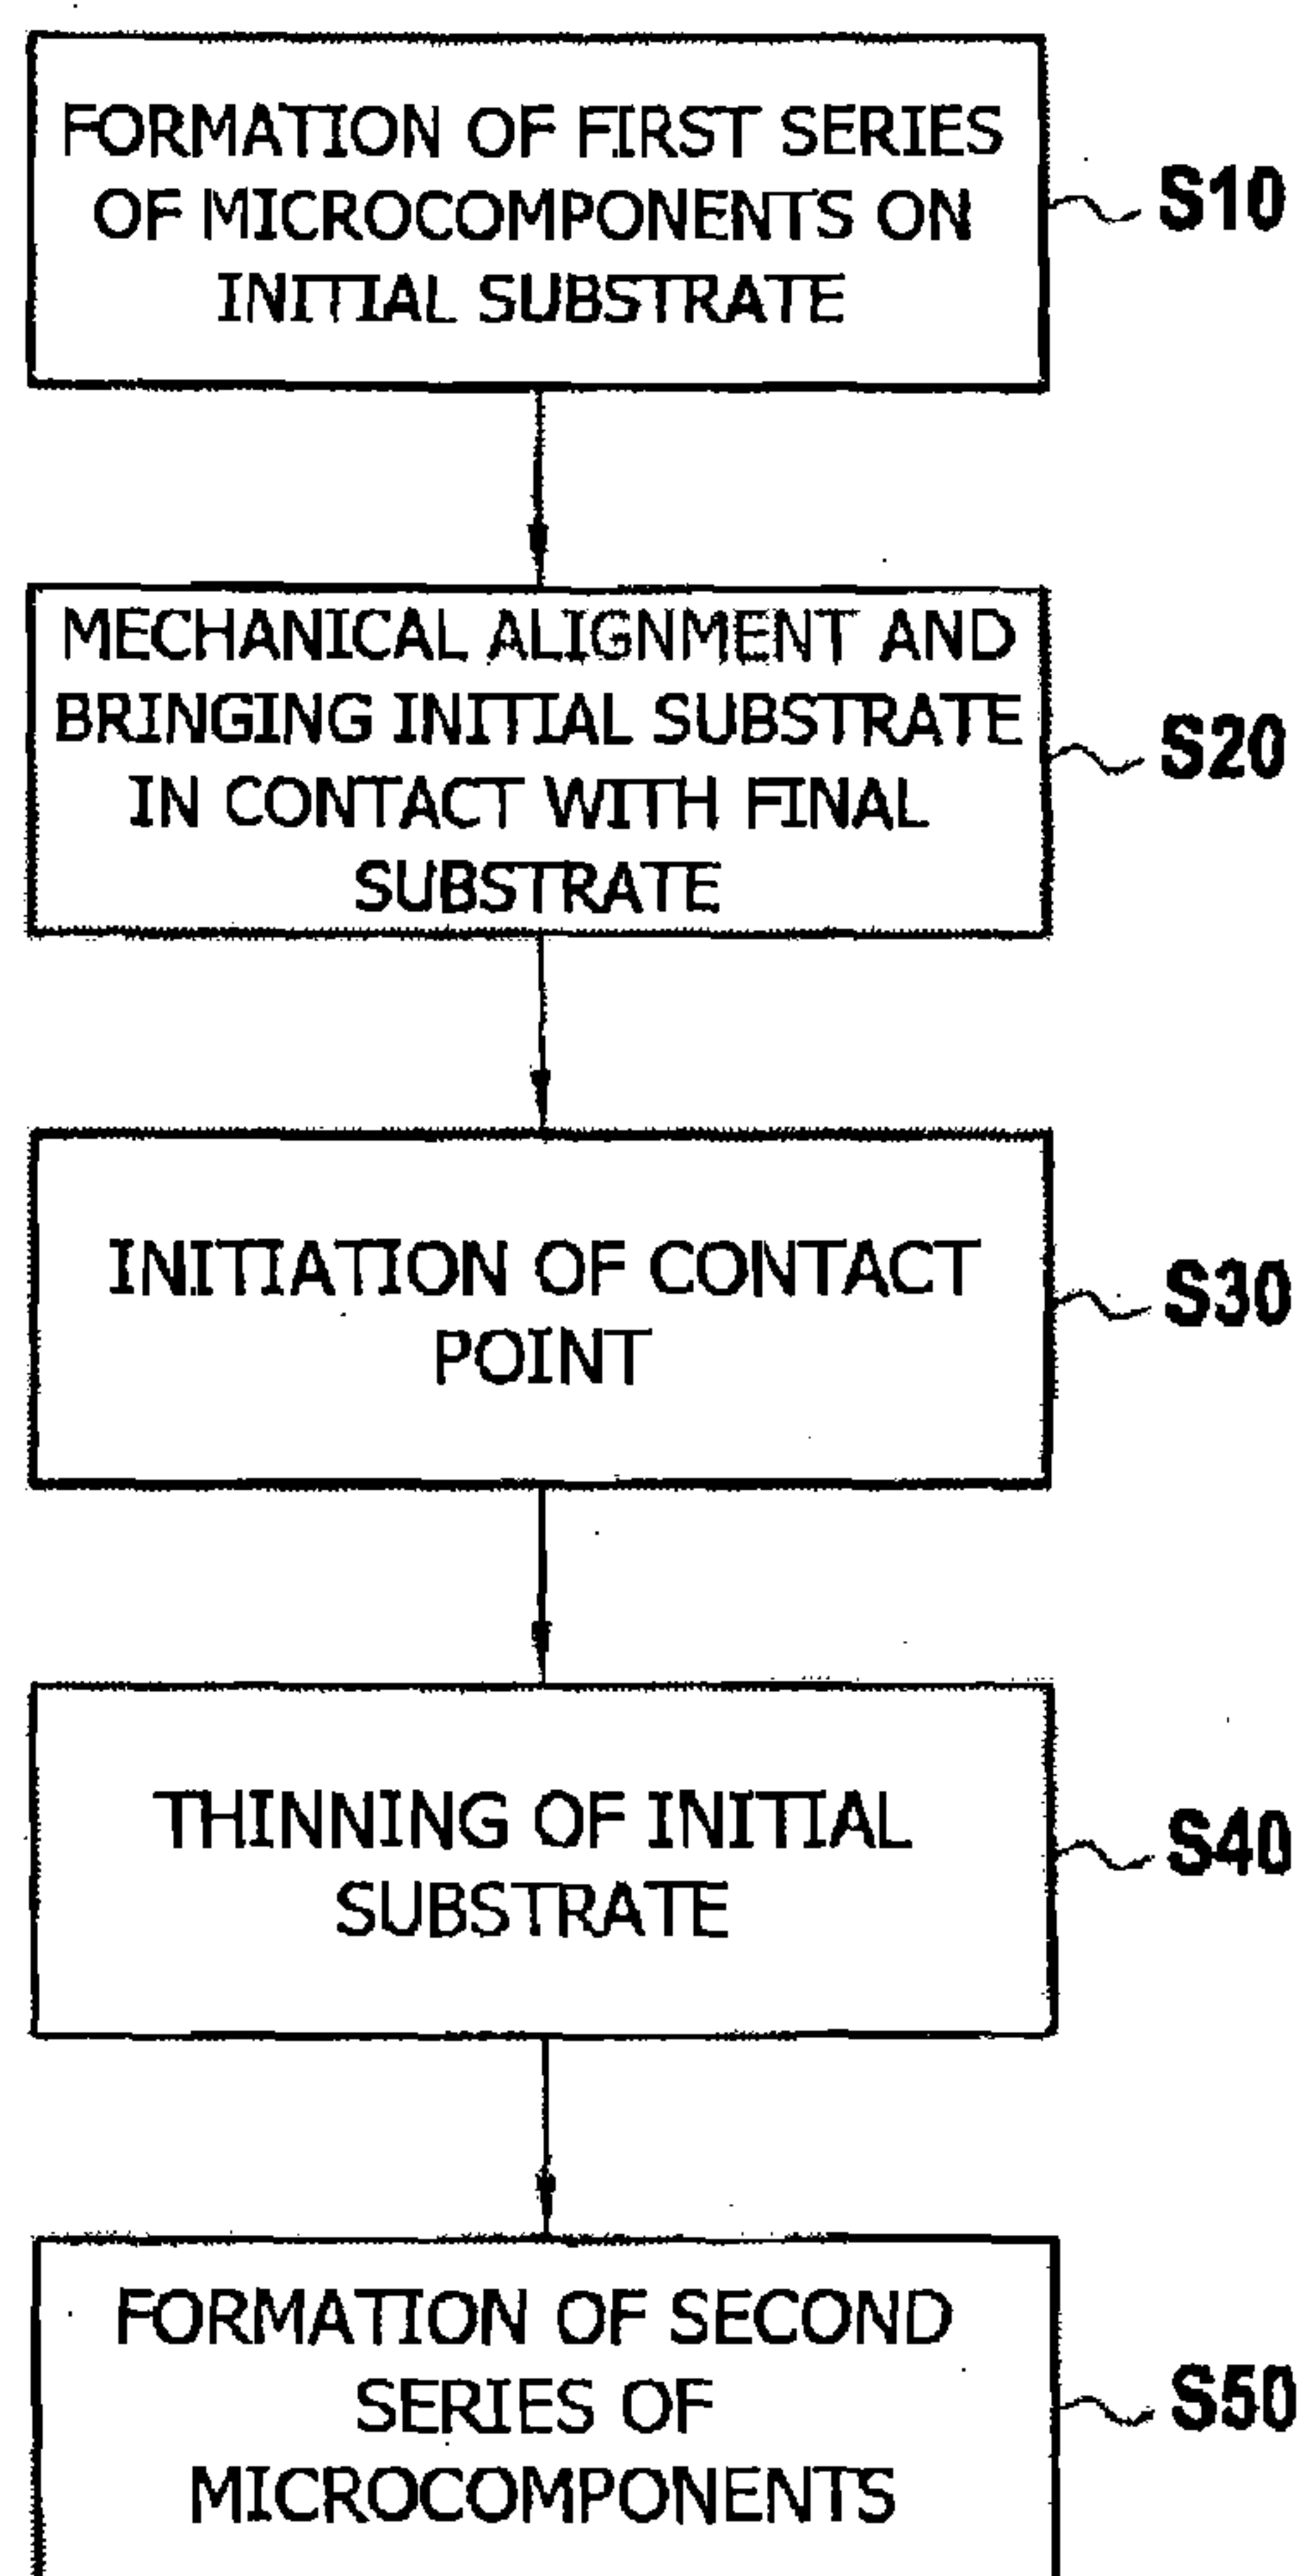 FORMATION OF FIRST SERIES
OF MICROCOMPONENTS ON
INITIAL SUBSTRATE
S10
MECHANICAL ALIGNMENT AND
BRINGING INITIAL SUBSTRATE
IN CONTACT WITH FINAL
SUBSTRATE
S20
INITIATION OF CONTACT
POINT
S30
THINNING OF INITIAL
SUBSTRATE
S40
FORMATION OF SECOND
SERIES OF
MICROCOMPONENTS
S50